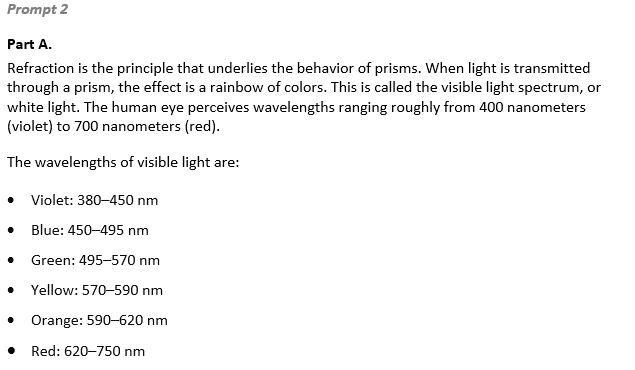 Prompt 2
Part A.
Refraction is the principle that underlies the behavior of prisms. When light is transmitted
through a prism, the effect is a rainbow of colors. This is called the visible light spectrum, or
white light. The human eye perceives wavelengths ranging roughly from 400 nanometers
(violet) to 700 nanometers (red).
The wavelengths of visible light are:
• Violet: 380–450 nm
• Blue: 450–495 nm
• Green: 495–570 nm
• Yellow: 570–590 nm
• Orange: 590–620 nm
• Red: 620–750 nm